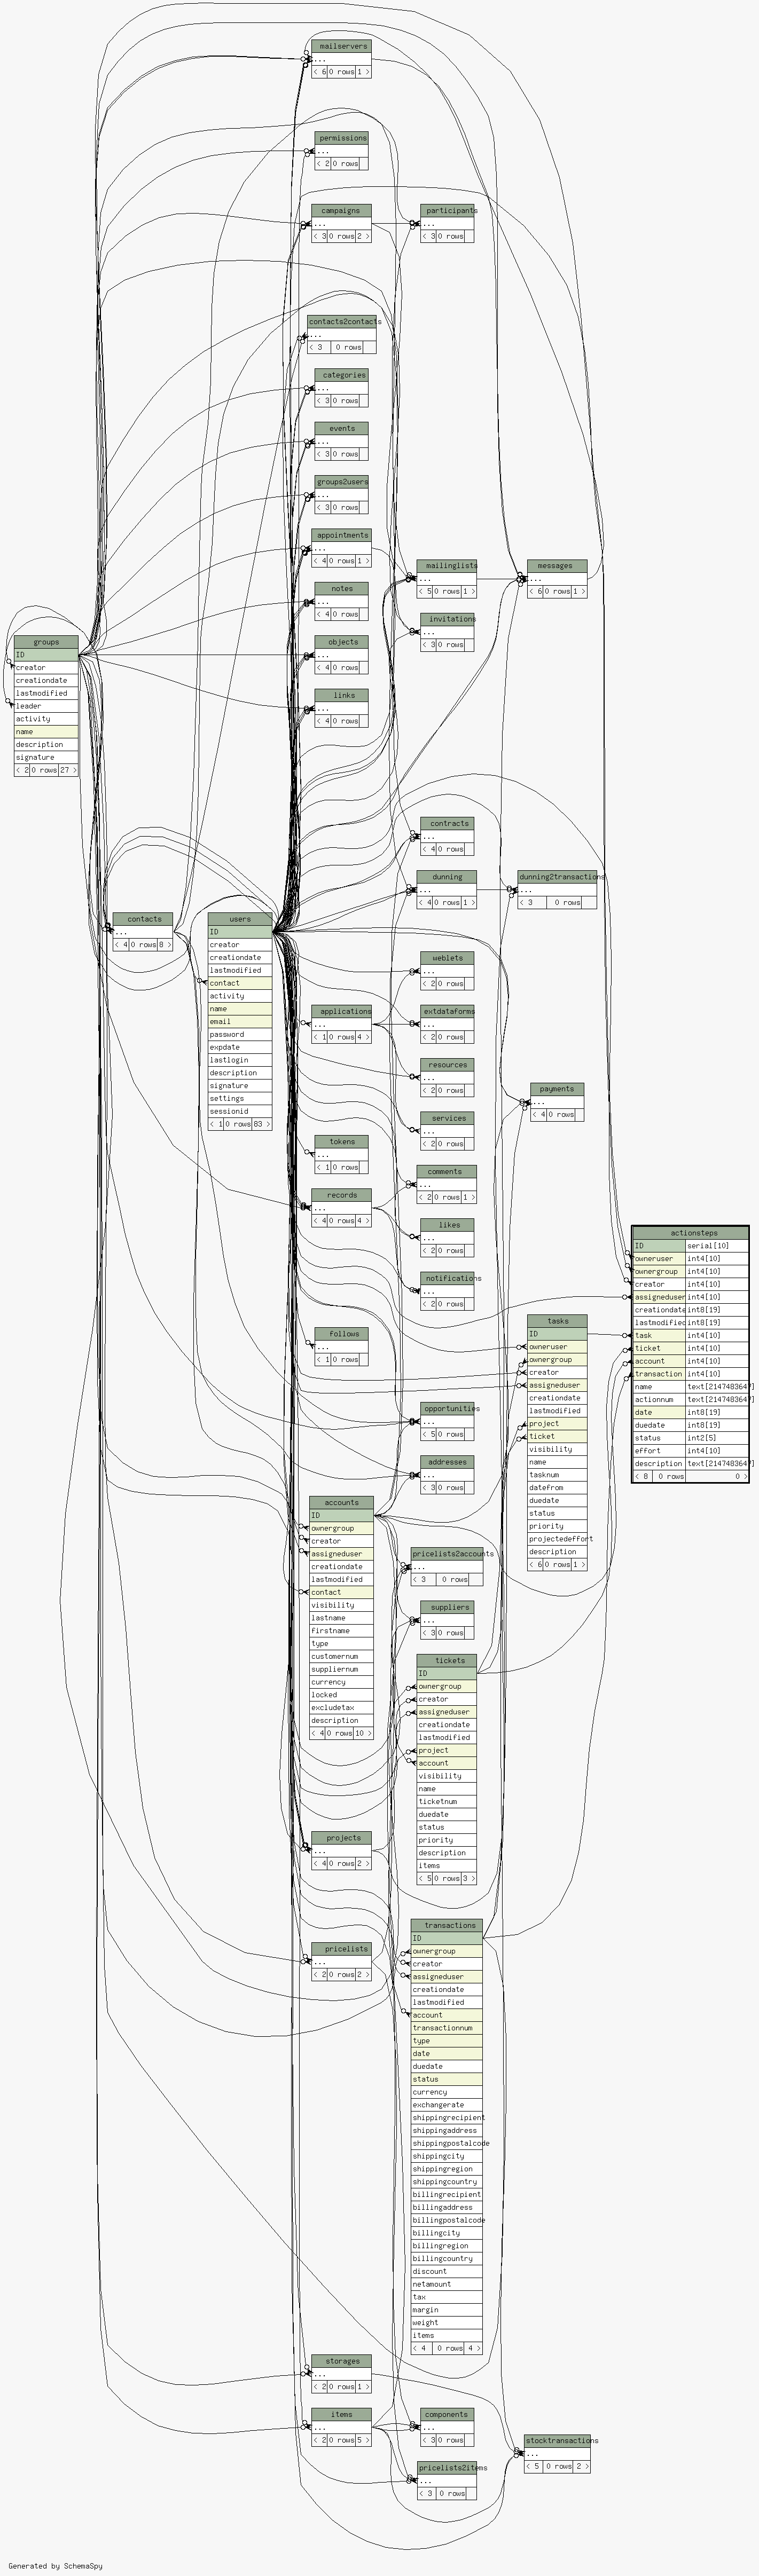 mailservers
...
< 6 0 rows 1 >
permissions
...
< 2 0 rows
campaigns
...
< 3 0 rows 2 >
participants
...
< 3 0 rows
contacts2contacts
...
< 3 0 rows
categories
...
< 3 0 rows
events
...
< 3 0 rows
groups2users
...
< 3 0 rows
appointments
...
< 4 0 rows 1 >
mailinglists
...
< 5 0 rows 1 >
messages
...
< 6 0 rows 1 >
notes
...
< 4 0 rows
invitations
...
< 3 0 rows
objects
...
< 4 0 rows
links
...
< 4 0 rows
groups
ID
creator
creationdate
lastmodified
leader
activity
name
description
signature
< 2 0 rows 27 >
contracts
...
< 4 0 rows
dunning
...
< 4 0 rows 1 >
dunning2transactions
...
< 3 0 rows
contacts
...
< 4 0 rows 8 >
users
ID
creator
creationdate
lastmodified
contact
activity
name
email
password
expdate
lastlogin
description
signature
settings
sessionid
< 1 0 rows 83 >
weblets
...
< 2 0 rows
applications
...
< 1 0 rows 4 >
extdataforms
...
< 2 0 rows
resources
...
< 2 0 rows
services
...
< 2 0 rows
payments
...
< 4 0 rows
tokens
...
< 1 0 rows
comments
...
< 2 0 rows 1 >
records
...
< 4 0 rows 4 >
likes
...
< 2 0 rows
notifications
...
< 2 0 rows
actionsteps
ID serial[10]
owneruser int4[10]
ownergroup int4[10]
creator int4[10]
assigneduser int4[10]
creationdate int8[19]
lastmodified int8[19]
task int4[10]
ticket int4[10]
account int4[10]
transaction int4[10]
name text[2147483647]
actionnum text[2147483647]
date int8[19]
duedate int8[19]
status int2[5]
effort int4[10]
description text[2147483647]
< 8 0 rows 0 >
tasks
ID
owneruser
ownergroup
creator
assigneduser
creationdate
lastmodified
project
ticket
visibility
name
tasknum
datefrom
duedate
status
priority
projectedeffort
description
< 6 0 rows 1 >
follows
...
< 1 0 rows
opportunities
...
< 5 0 rows
addresses
...
< 3 0 rows
accounts
ID
ownergroup
creator
assigneduser
creationdate
lastmodified
contact
visibility
lastname
firstname
type
customernum
suppliernum
currency
locked
excludetax
description
< 4 0 rows 10 >
pricelists2accounts
...
< 3 0 rows
suppliers
...
< 3 0 rows
tickets
ID
ownergroup
creator
assigneduser
creationdate
lastmodified
project
account
visibility
name
ticketnum
duedate
status
priority
description
items
< 5 0 rows 3 >
projects
...
< 4 0 rows 2 >
pricelists
...
< 2 0 rows 2 >
transactions
ID
ownergroup
creator
assigneduser
creationdate
lastmodified
account
transactionnum
type
date
duedate
status
currency
exchangerate
shippingrecipient
shippingaddress
shippingpostalcode
shippingcity
shippingregion
shippingcountry
billingrecipient
billingaddress
billingpostalcode
billingcity
billingregion
billingcountry
discount
netamount
tax
margin
weight
items
< 4 0 rows 4 >
storages
...
< 2 0 rows 1 >
items
...
< 2 0 rows 5 >
components
...
< 3 0 rows
stocktransactions
...
< 5 0 rows 2 >
pricelists2items
...
< 3 0 rows
Generated by SchemaSpy